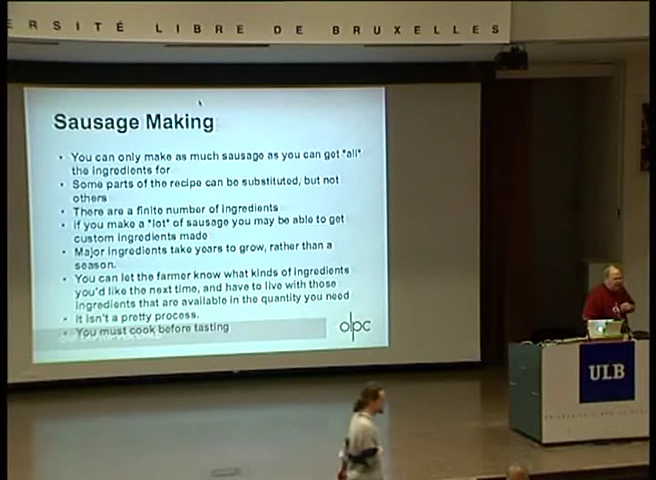 ERSITÉ LIBRE DE BRUXELLES
Sausage Making
• You can only make as much sausage as you can get *all*
the ingredients for
• Some parts of the recipe can be substituted, but not
others
• There are a finite number of ingredients
• if you make a *lot* of sausage you may be able to get
custom ingredients made
• Major ingredients take years to grow, rather than a
season.
• You can let the farmer know what kinds of ingredients
you'd like the next time, and have to live with those
ingredients that are available in the quantity you need
• It isn't a pretty process.
• You must cook before tasting
olpc
ULB